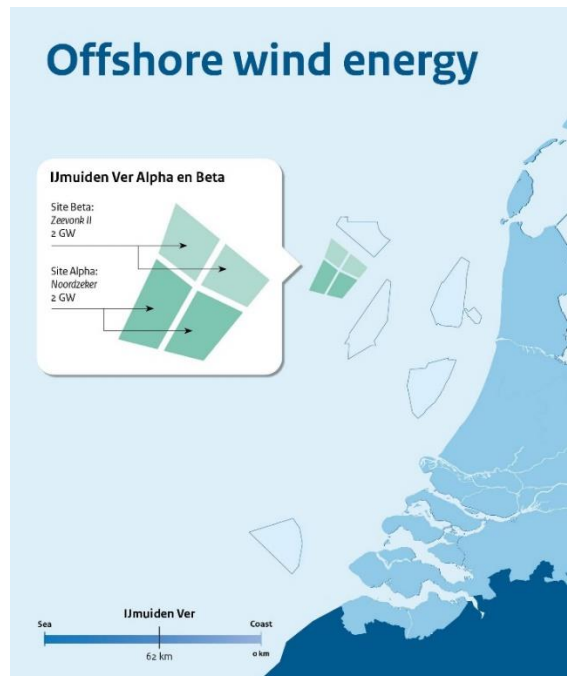 Offshore wind energy
IJmuiden Ver Alpha en Beta
Site Beta:
Zeevonk II
2 GW
Site Alpha:
Noordzeker
2 GW
IJmuiden Ver
Sea
Coast
62 km
0 km